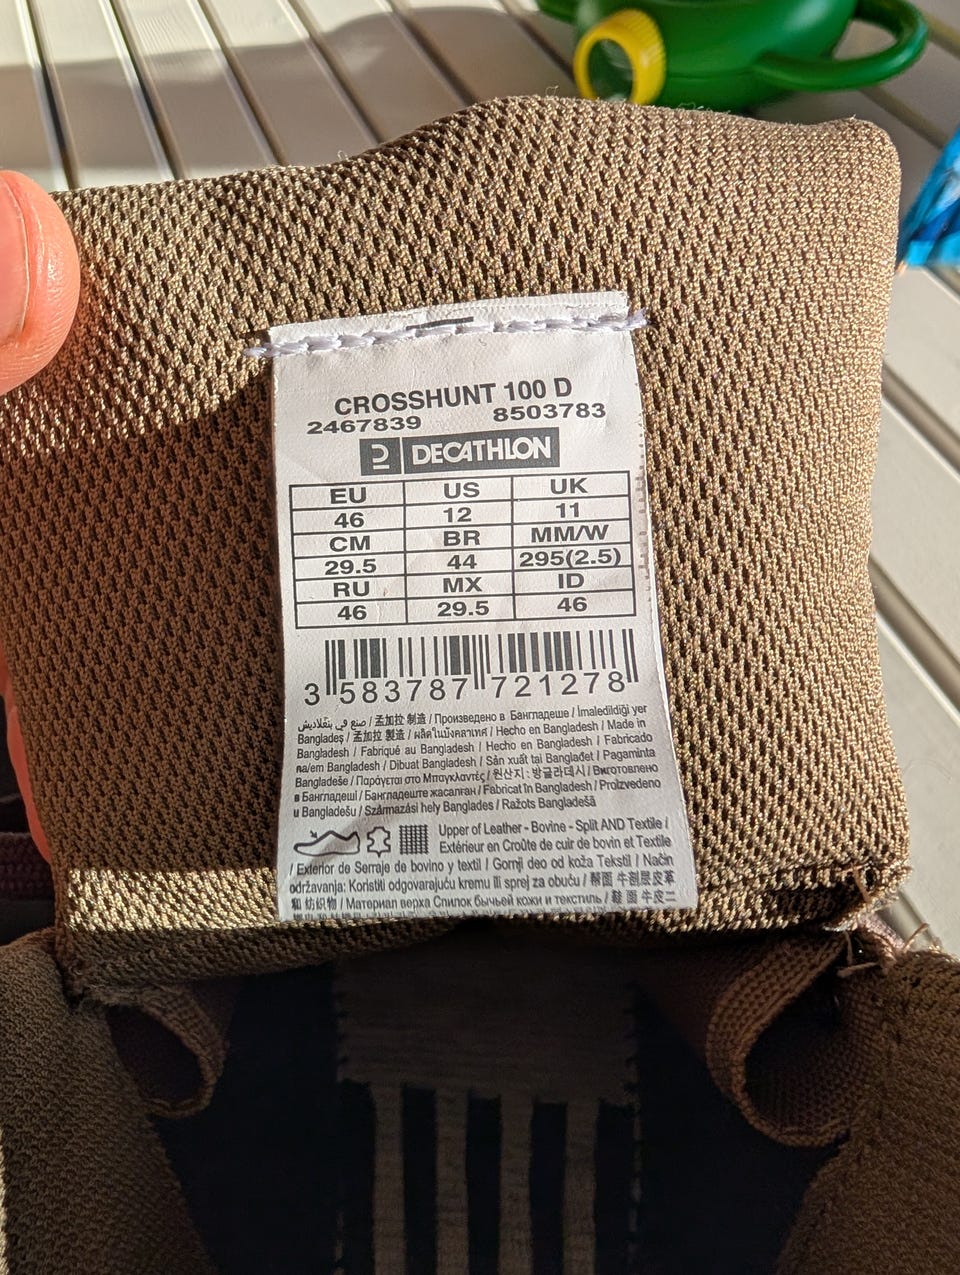 CROSSHUNT 100 D
2467839 8503783
DECATHLON
EU US UK
46 12 11
CM BR MM/W
29.5 44 295(2.5)
RU MX ID
46 29.5 46
3 583787 721278
صنع في بنغلاديش / 孟加拉 制造 / Произведено в Бангладеше / İmaledildiği yer
Bangladeş / 孟加拉 製造 / ผลิตในบังคลาเทศ / Hecho en Bangladesh / Made in
Bangladesh / Fabriqué au Bangladesh / Hecho en Bangladesh / Fabricado
na/em Bangladesh / Dibuat Bangladesh / Sản xuất tại Banglađet / Pagaminta
Bangladeše / Παράγεται στο Μπαγκλαντές / 원산지 : 방글라데시 / Виготовлено
в Бангладеші / Бангладеште жасалған / Fabricat în Bangladesh / Proizvedeno
u Bangladešu / Származási hely Banglades / Ražots Bangladešā
Upper of Leather - Bovine - Split AND Textile /
Extérieur en Croûte de cuir de bovin et Textile
/ Exterior de Serraje de bovino y textil / Gornji deo od koža Tekstil / Način
održavanja: Koristiti odgovarajuću kremu ili sprej za obuću / 帮面 牛剖层皮革
和 纺织物 / Материал верха Спилок бычьей кожи и текстиль / 鞋 面 牛皮二